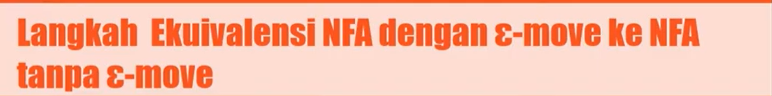 Langkah Ekuivalensi NFA dengan ε-move ke NFA
tanpa ε-move